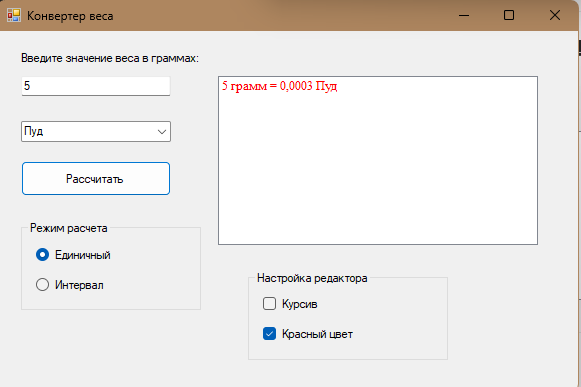 Конвертер веса
Введите значение веса в граммах:
5
5 грамм = 0,0003 Пуд
Пуд
Рассчитать
Режим расчета
Единичный
Интервал
Настройка редактора
Курсив
Красный цвет